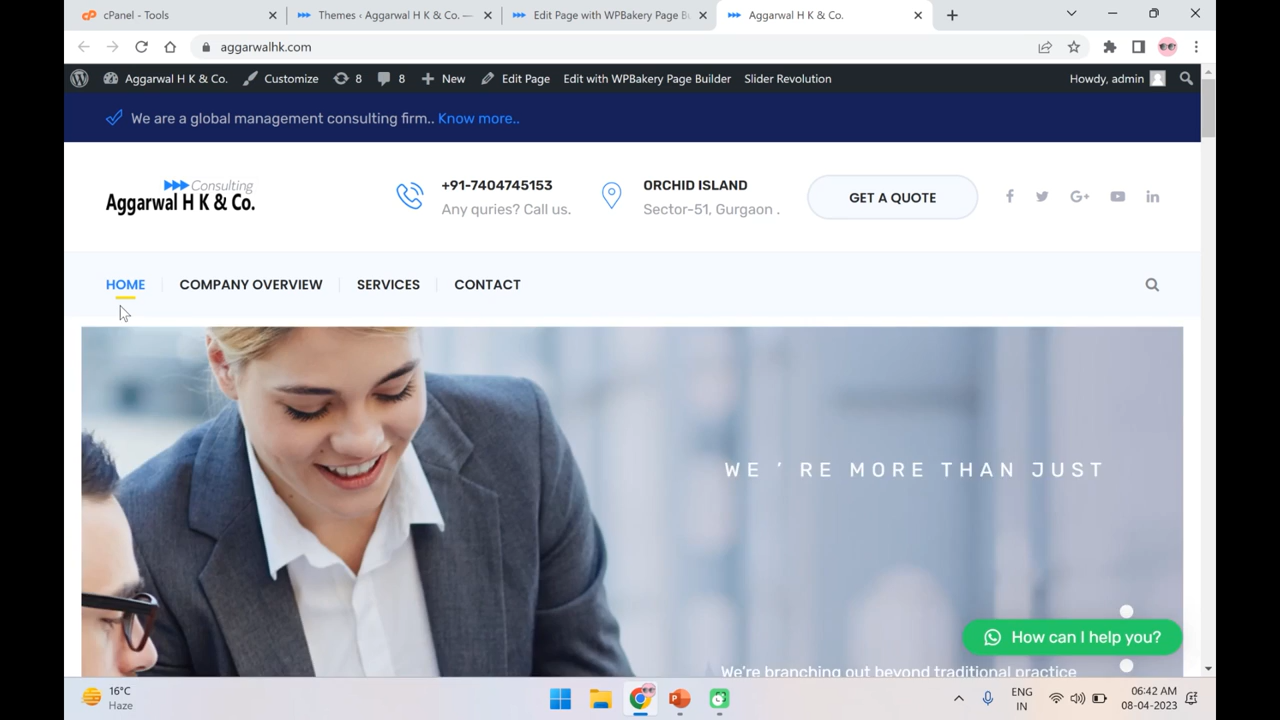 cPanel - Tools
Themes ‹ Aggarwal H K & Co. —
Edit Page with WPBakery Page B
Aggarwal H K & Co.
aggarwalhk.com
Aggarwal H K & Co. Customize 8 8 New Edit Page Edit with WPBakery Page Builder Slider Revolution Howdy, admin
We are a global management consulting firm.. Know more..
Consulting
Aggarwal H K & Co.
+91-7404745153
Any quries? Call us.
ORCHID ISLAND
Sector-51, Gurgaon .
GET A QUOTE
HOME COMPANY OVERVIEW SERVICES CONTACT
WE ' RE MORE THAN JUST
How can I help you?
We're branching out beyond traditional practice
16°C
Haze
ENG
IN
06:42 AM
08-04-2023